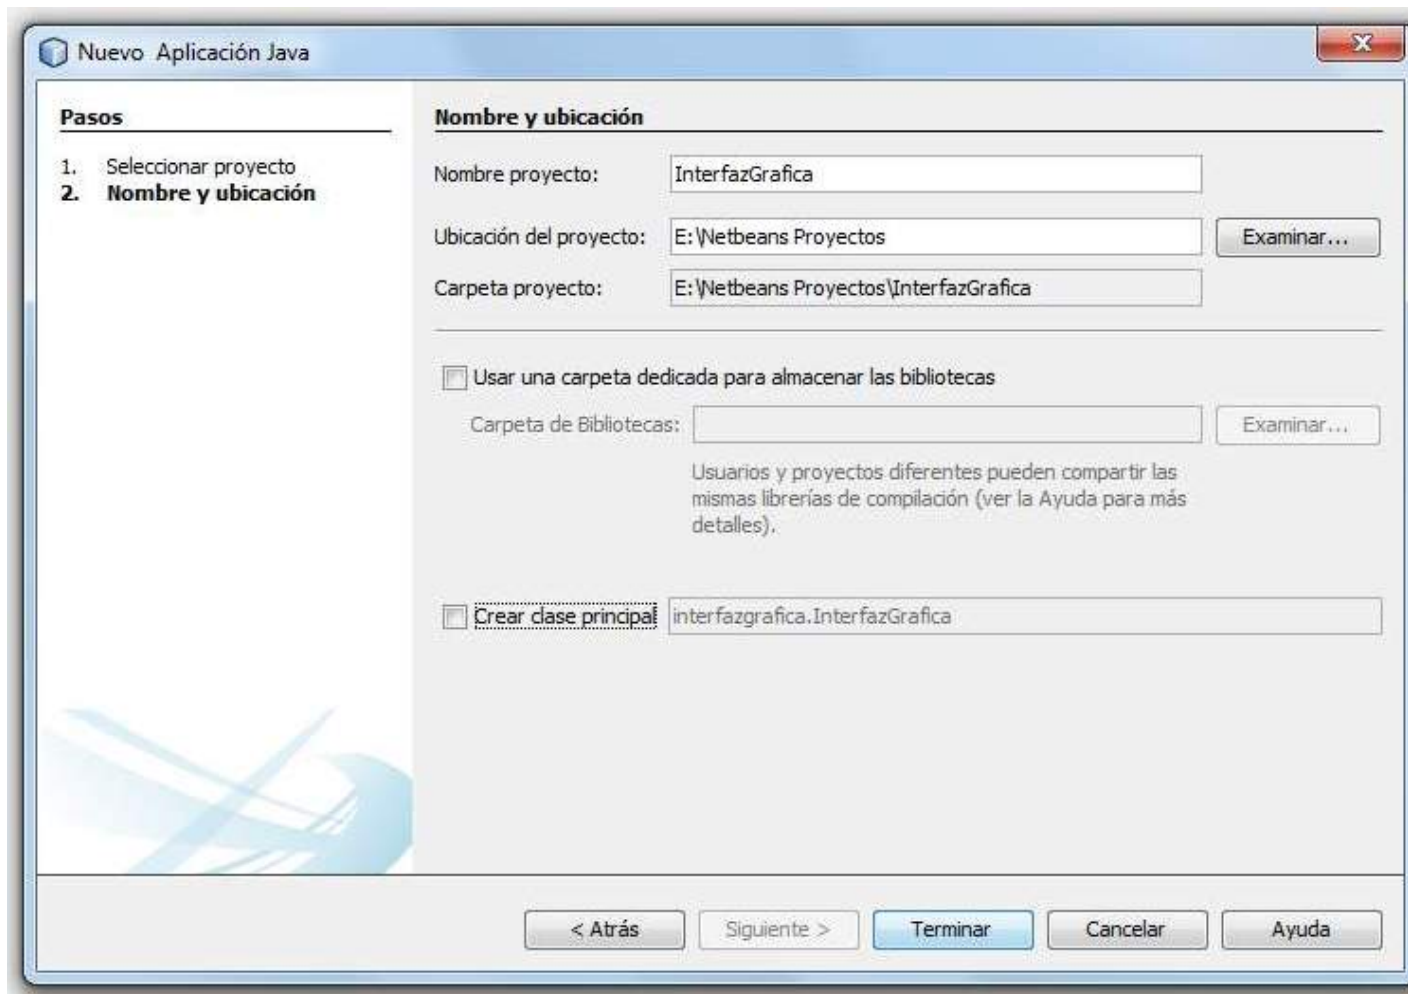 Nuevo  Aplicación Java
X
Pasos
1. Seleccionar proyecto
2. Nombre y ubicación
Nombre y ubicación
Nombre proyecto: InterfazGrafica
Ubicación del proyecto: E:\Netbeans Proyectos Examinar...
Carpeta proyecto: E:\Netbeans Proyectos\InterfazGrafica
Usar una carpeta dedicada para almacenar las bibliotecas
Carpeta de Bibliotecas: Examinar...
Usuarios y proyectos diferentes pueden compartir las
mismas librerías de compilación (ver la Ayuda para más
detalles).
Crear clase principal interfazgrafica.InterfazGrafica
< Atrás Siguiente > Terminar Cancelar Ayuda